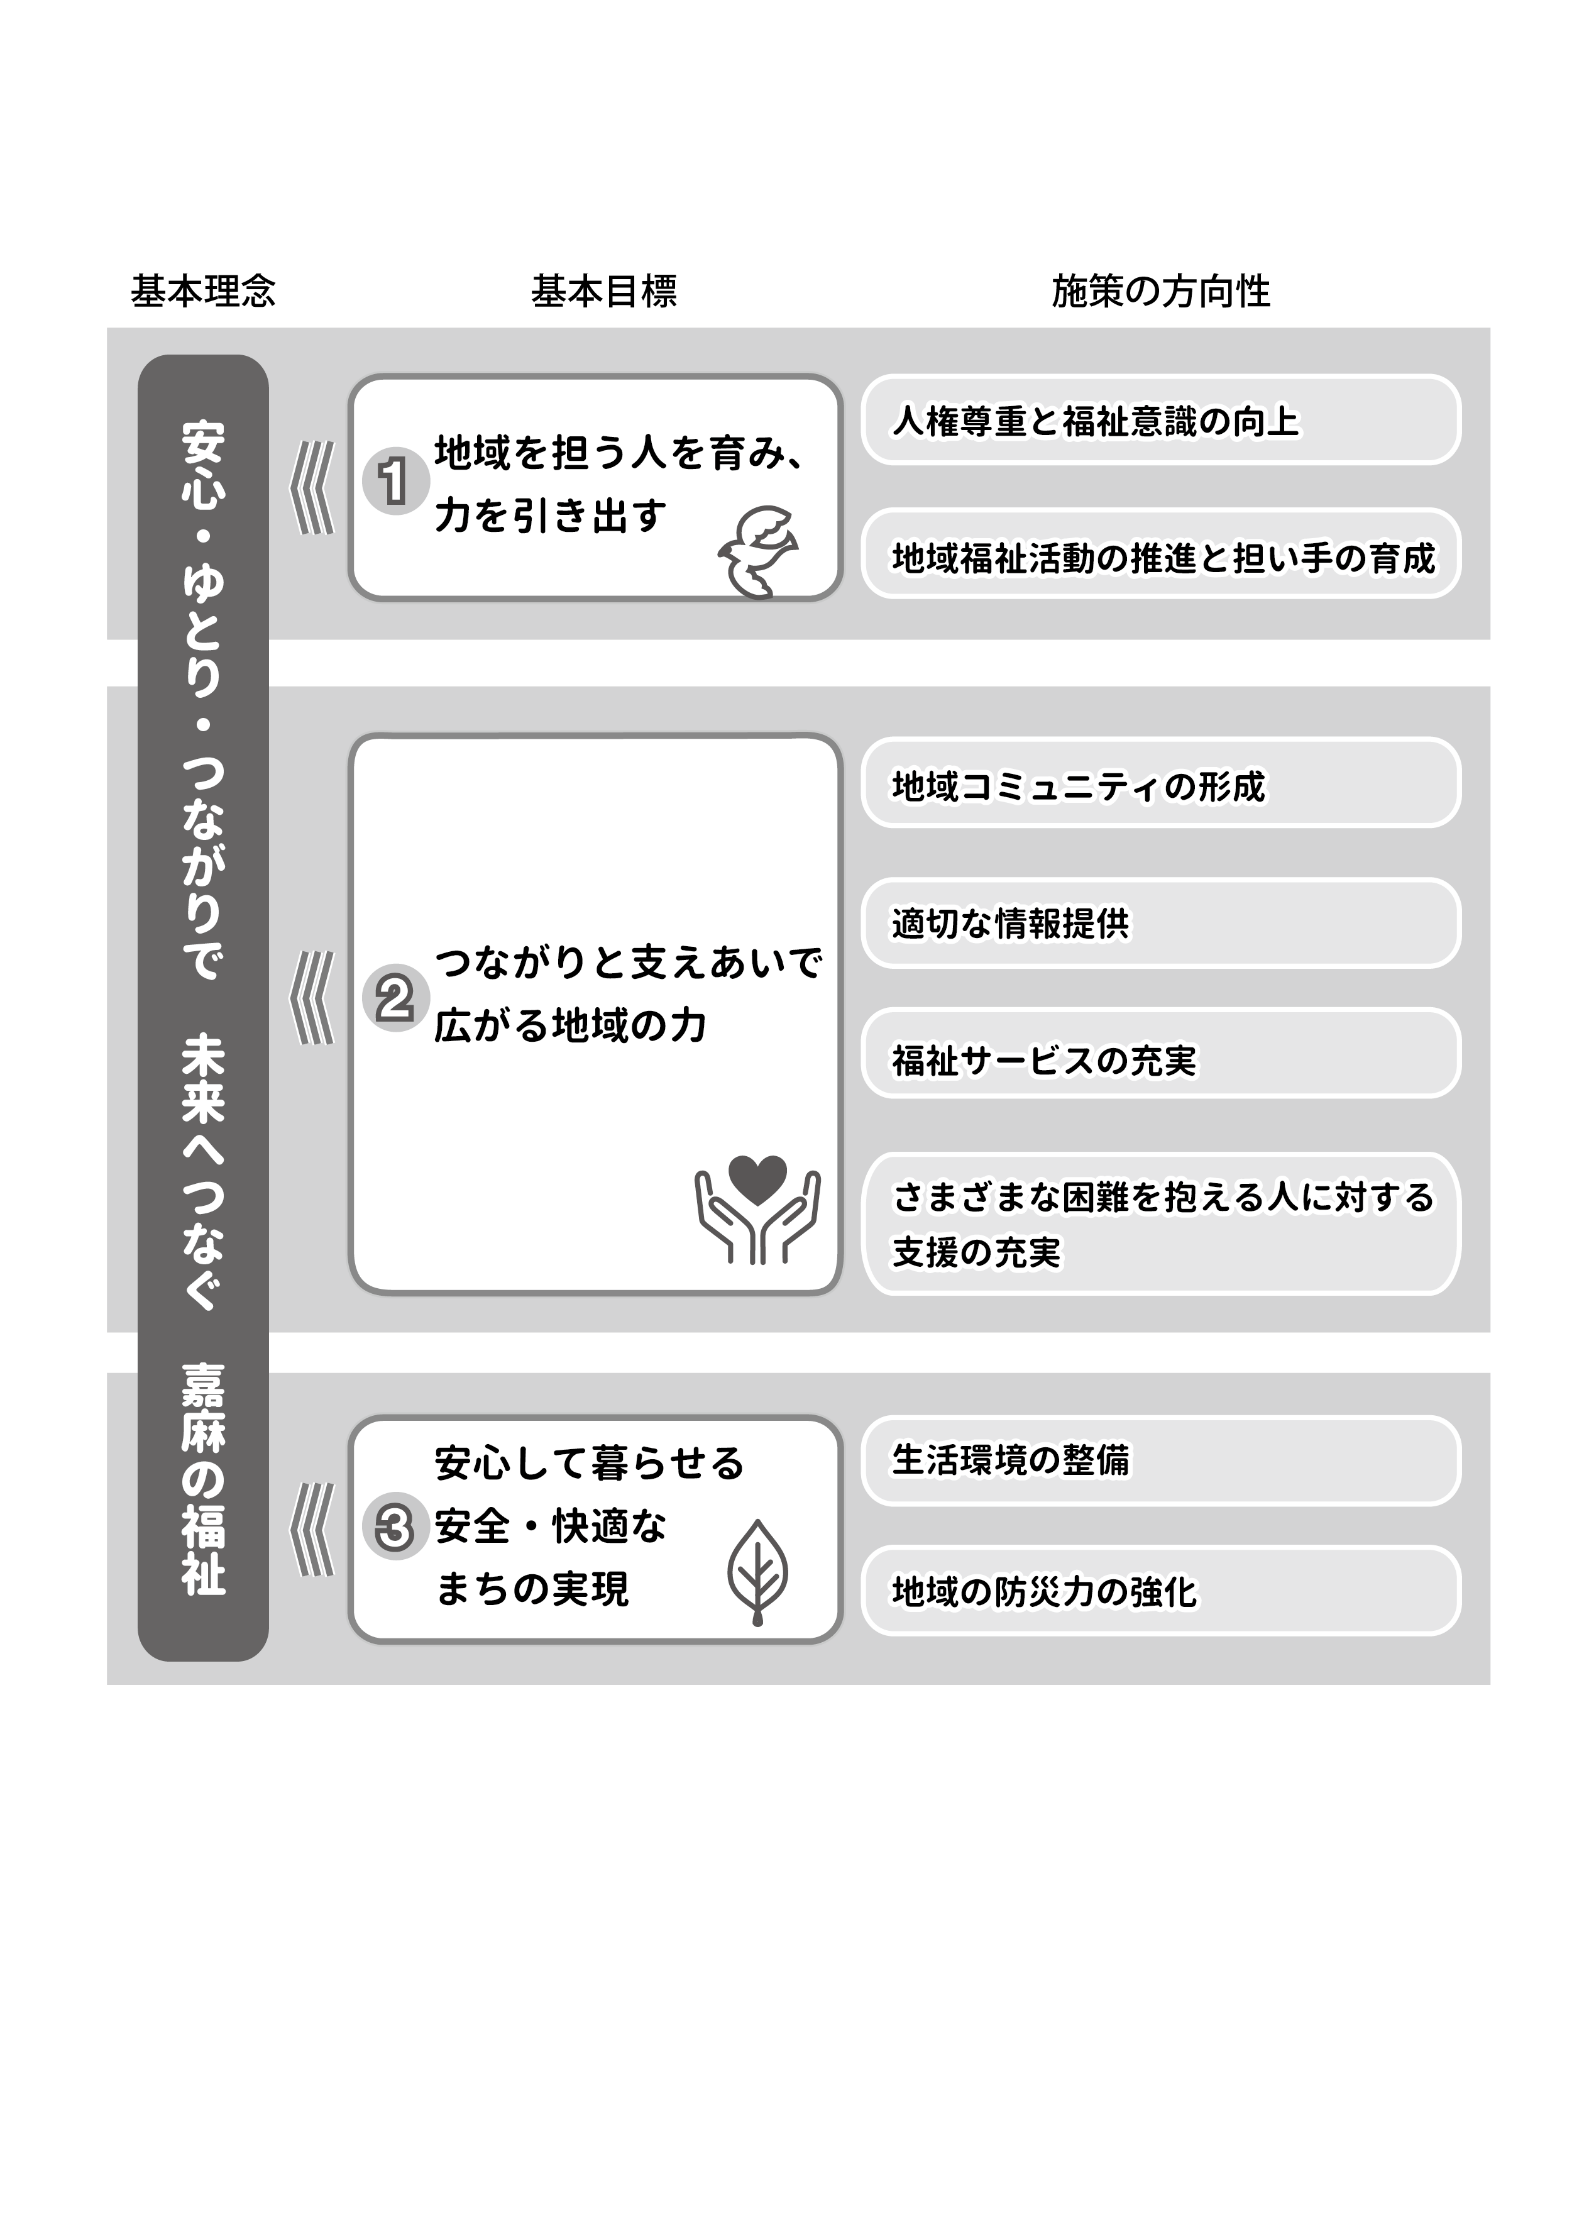 基本理念
基本目標
施策の方向性
安心・ゆとり・つながりで　未来へつなぐ　嘉麻の福祉
1
地域を担う人を育み、
力を引き出す
人権尊重と福祉意識の向上
地域福祉活動の推進と担い手の育成
2
つながりと支えあいで
広がる地域の力
地域コミュニティの形成
適切な情報提供
福祉サービスの充実
さまざまな困難を抱える人に対する
支援の充実
3
安心して暮らせる
安全・快適な
まちの実現
生活環境の整備
地域の防災力の強化